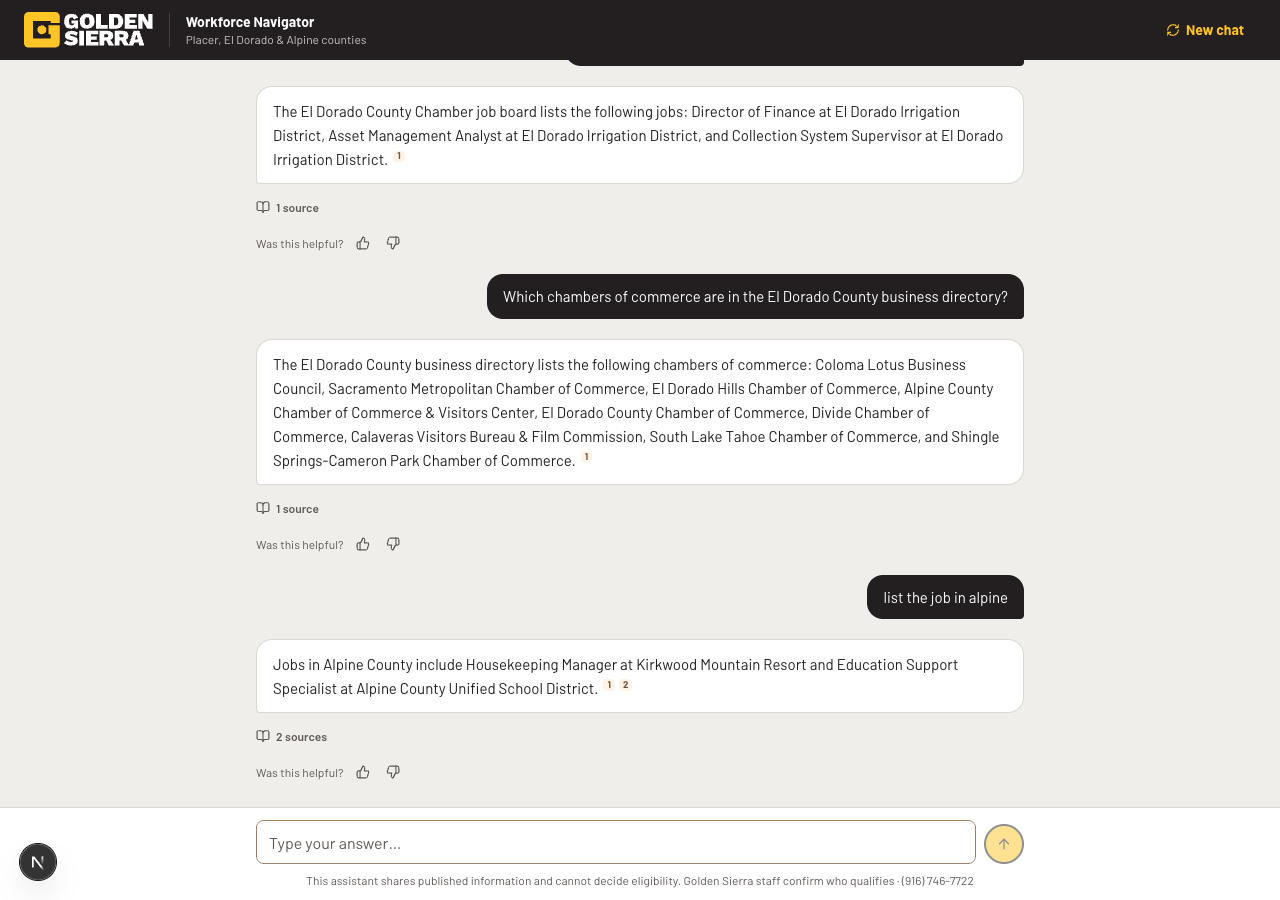 GOLDEN
SIERRA
Workforce Navigator
Placer, El Dorado & Alpine counties
New chat
The El Dorado County Chamber job board lists the following jobs: Director of Finance at El Dorado Irrigation
District, Asset Management Analyst at El Dorado Irrigation District, and Collection System Supervisor at El Dorado
Irrigation District. 1
1 source
Was this helpful?
Which chambers of commerce are in the El Dorado County business directory?
The El Dorado County business directory lists the following chambers of commerce: Coloma Lotus Business
Council, Sacramento Metropolitan Chamber of Commerce, El Dorado Hills Chamber of Commerce, Alpine County
Chamber of Commerce & Visitors Center, El Dorado County Chamber of Commerce, Divide Chamber of
Commerce, Calaveras Visitors Bureau & Film Commission, South Lake Tahoe Chamber of Commerce, and Shingle
Springs-Cameron Park Chamber of Commerce. 1
1 source
Was this helpful?
list the job in alpine
Jobs in Alpine County include Housekeeping Manager at Kirkwood Mountain Resort and Education Support
Specialist at Alpine County Unified School District. 1 2
2 sources
Was this helpful?
Type your answer...
N
This assistant shares published information and cannot decide eligibility. Golden Sierra staff confirm who qualifies · (916) 746-7722